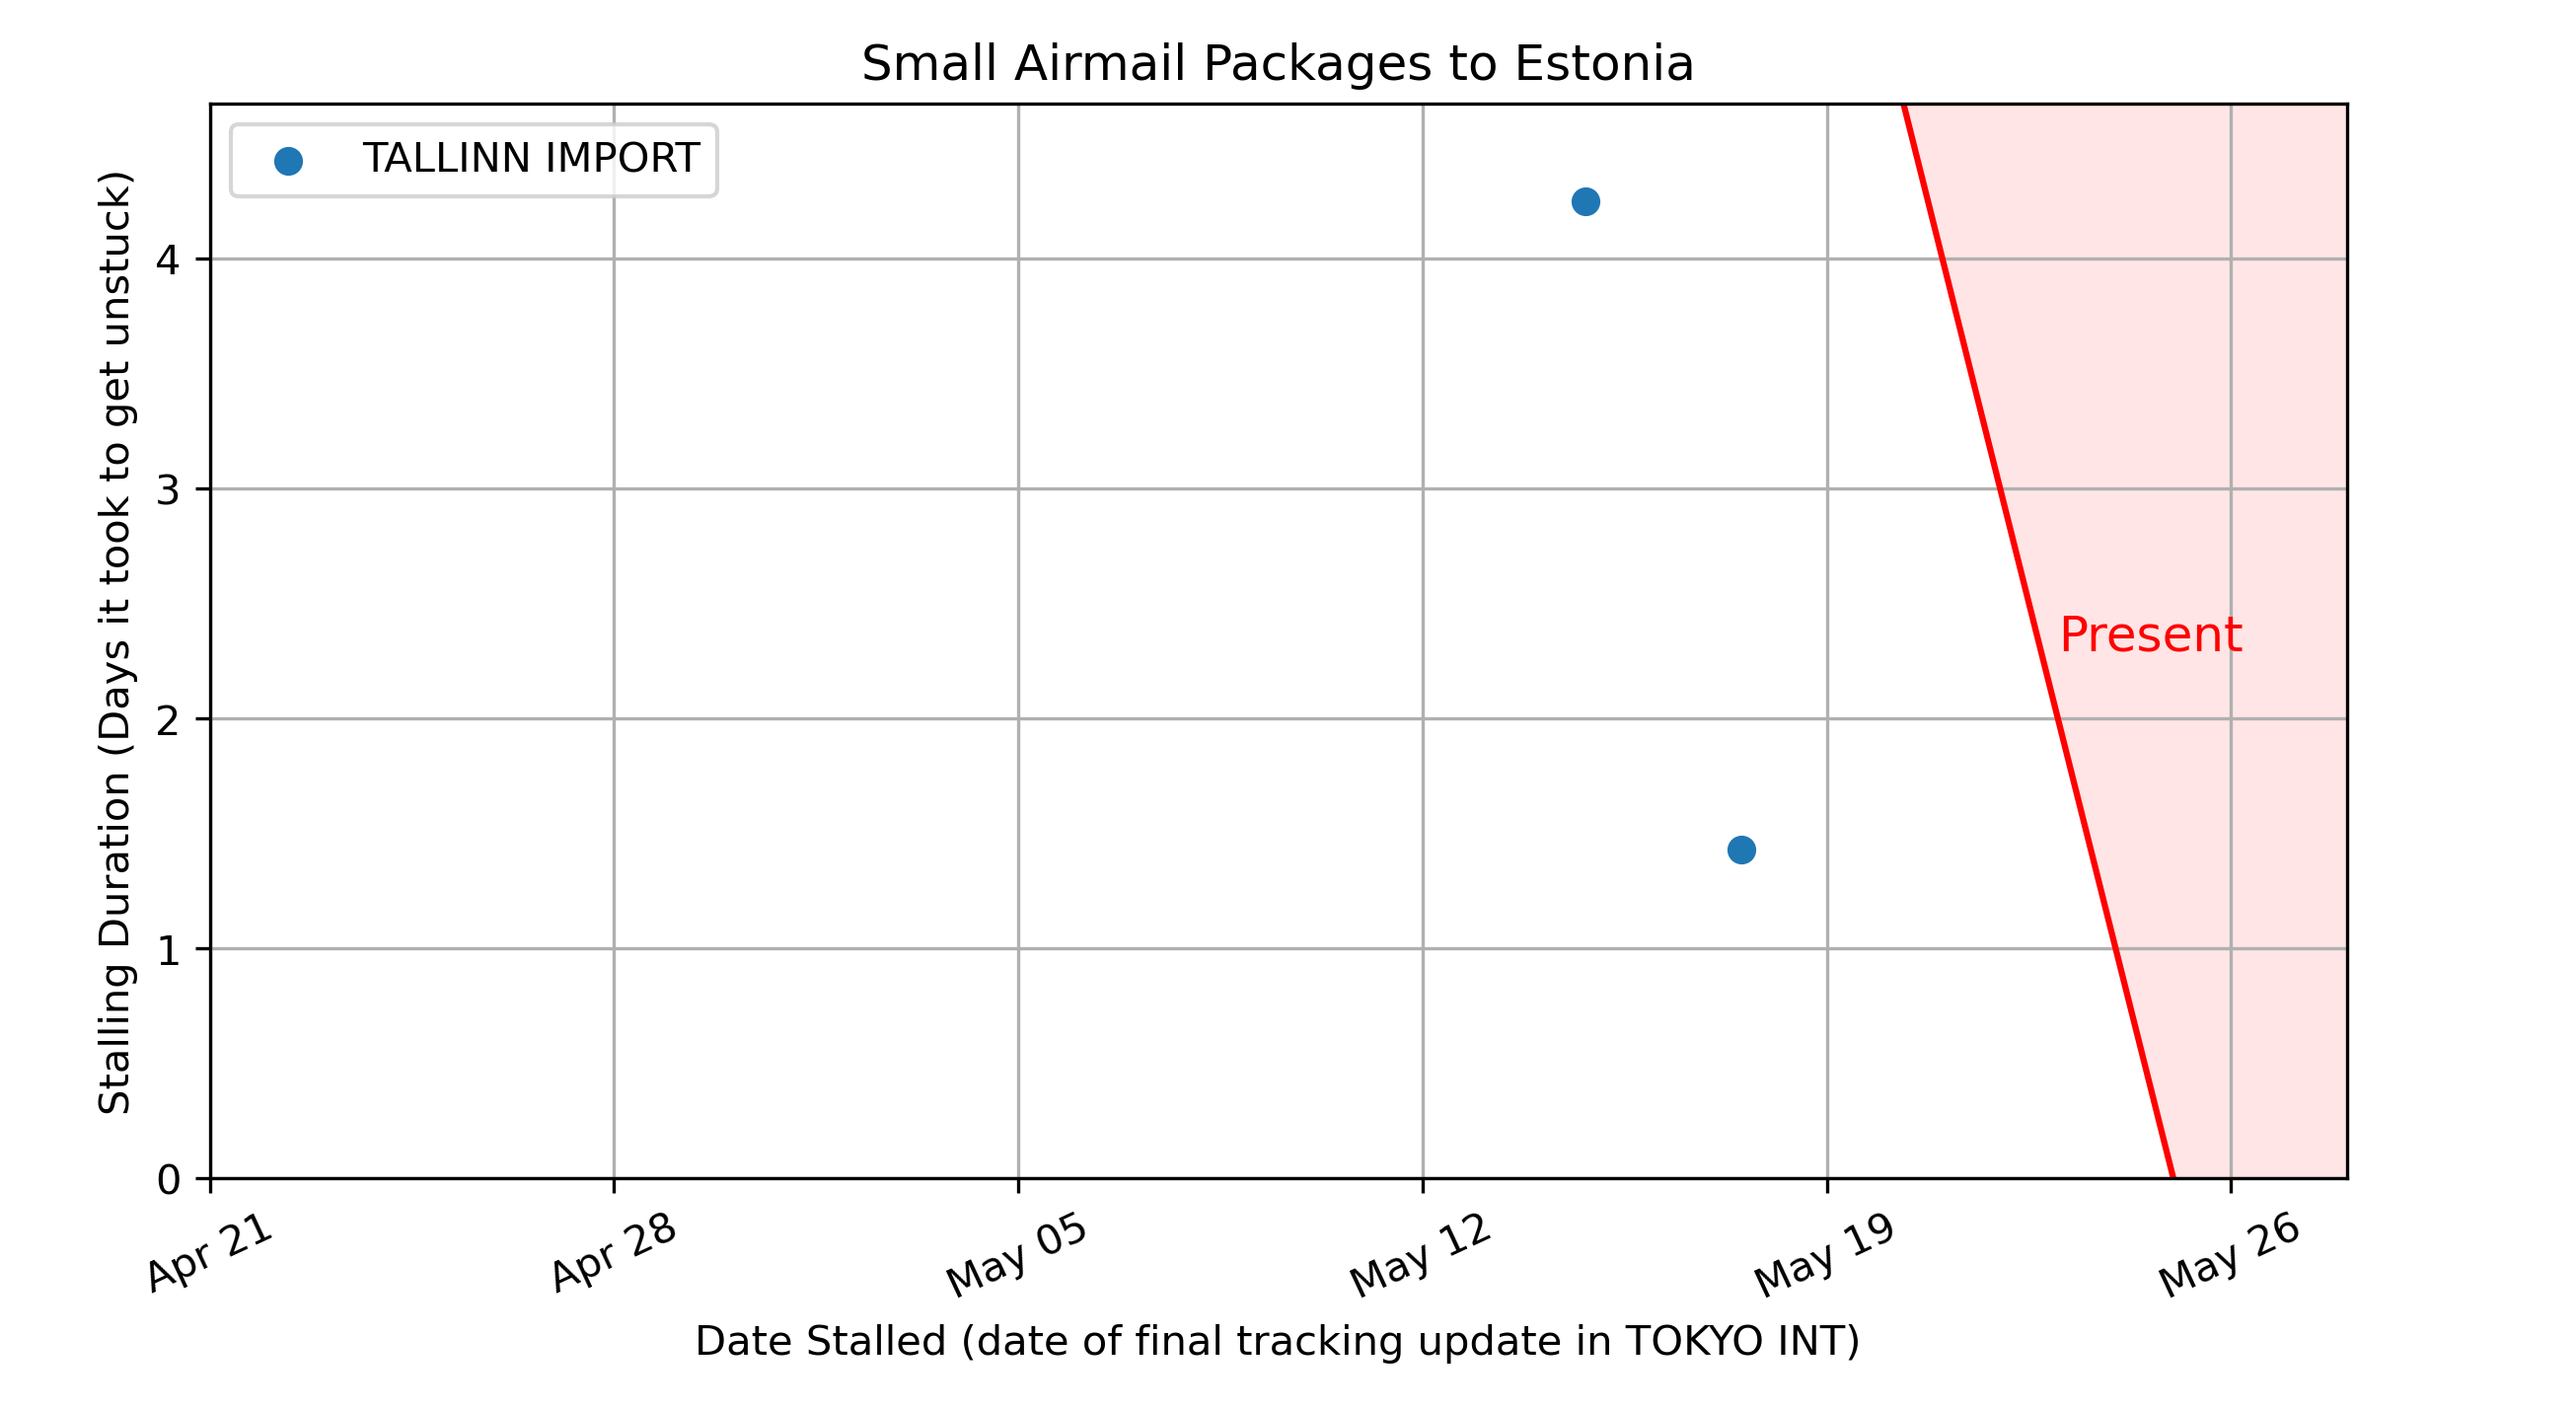 Small Airmail Packages to Estonia
TALLINN IMPORT
Stalling Duration (Days it took to get unstuck)
4
3
2
1
0
Present
Apr 21
Apr 28
May 05
May 12
May 19
May 26
Date Stalled (date of final tracking update in TOKYO INT)